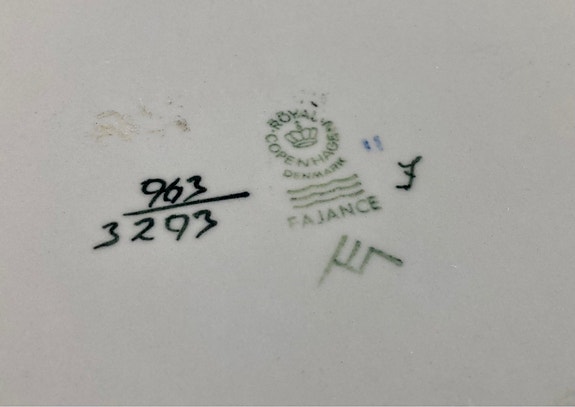 ROYAL
COPENHAGEN
DENMARK
FAJANCE
963
3293